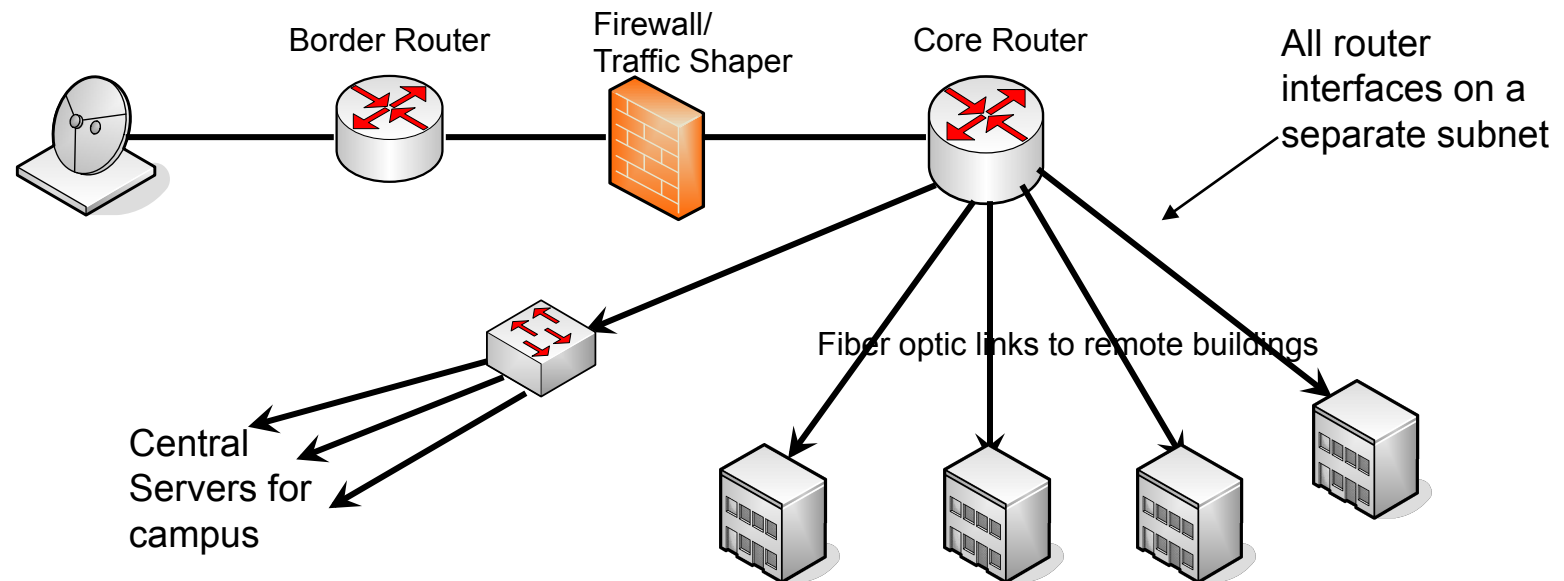 Border Router
Firewall/
Traffic Shaper
Core Router
All router
interfaces on a
separate subnet
Fiber optic links to remote buildings
Central
Servers for
campus